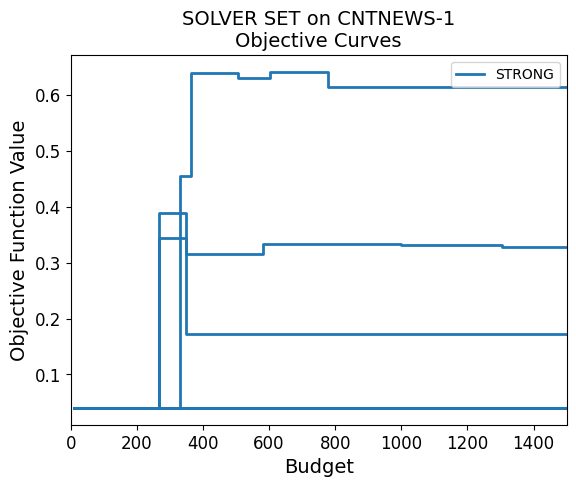 SOLVER SET on CNTNEWS-1
Objective Curves
STRONG
Objective Function Value
0.6
0.5
0.4
0.3
0.2
0.1
0 200 400 600 800 1000 1200 1400
Budget